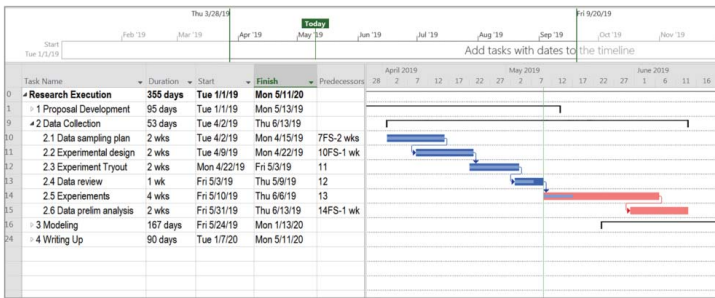 Thu 3/28/19 Fri 9/20/19
Today
Feb '19 Mar '19 Apr '19 May '19 Jun '19 Jul '19 Aug '19 Sep '19 Oct '19 Nov '19
Start
Tue 1/1/19
Add tasks with dates to the timeline
April 2019 May 2019 June 2019
Task Name Duration Start Finish Predecessors 28 2 7 12 17 22 27 2 7 12 17 22 27 1 6 11 16
0 Research Execution 355 days Tue 1/1/19 Mon 5/11/20
1 1 Proposal Development 95 days Tue 1/1/19 Mon 5/13/19
9 2 Data Collection 53 days Tue 4/2/19 Thu 6/13/19
10 2.1 Data sampling plan 2 wks Tue 4/2/19 Mon 4/15/19 7FS-2 wks
11 2.2 Experimental design 2 wks Tue 4/9/19 Mon 4/22/19 10FS-1 wk
12 2.3 Experiment Tryout 2 wks Mon 4/22/19 Fri 5/3/19 11
13 2.4 Data review 1 wk Fri 5/3/19 Thu 5/9/19 12
14 2.5 Experiements 4 wks Fri 5/10/19 Thu 6/6/19 13
15 2.6 Data prelim analysis 2 wks Fri 5/31/19 Thu 6/13/19 14FS-1 wk
16 3 Modeling 167 days Fri 5/24/19 Mon 1/13/20
24 4 Writing Up 90 days Tue 1/7/20 Mon 5/11/20